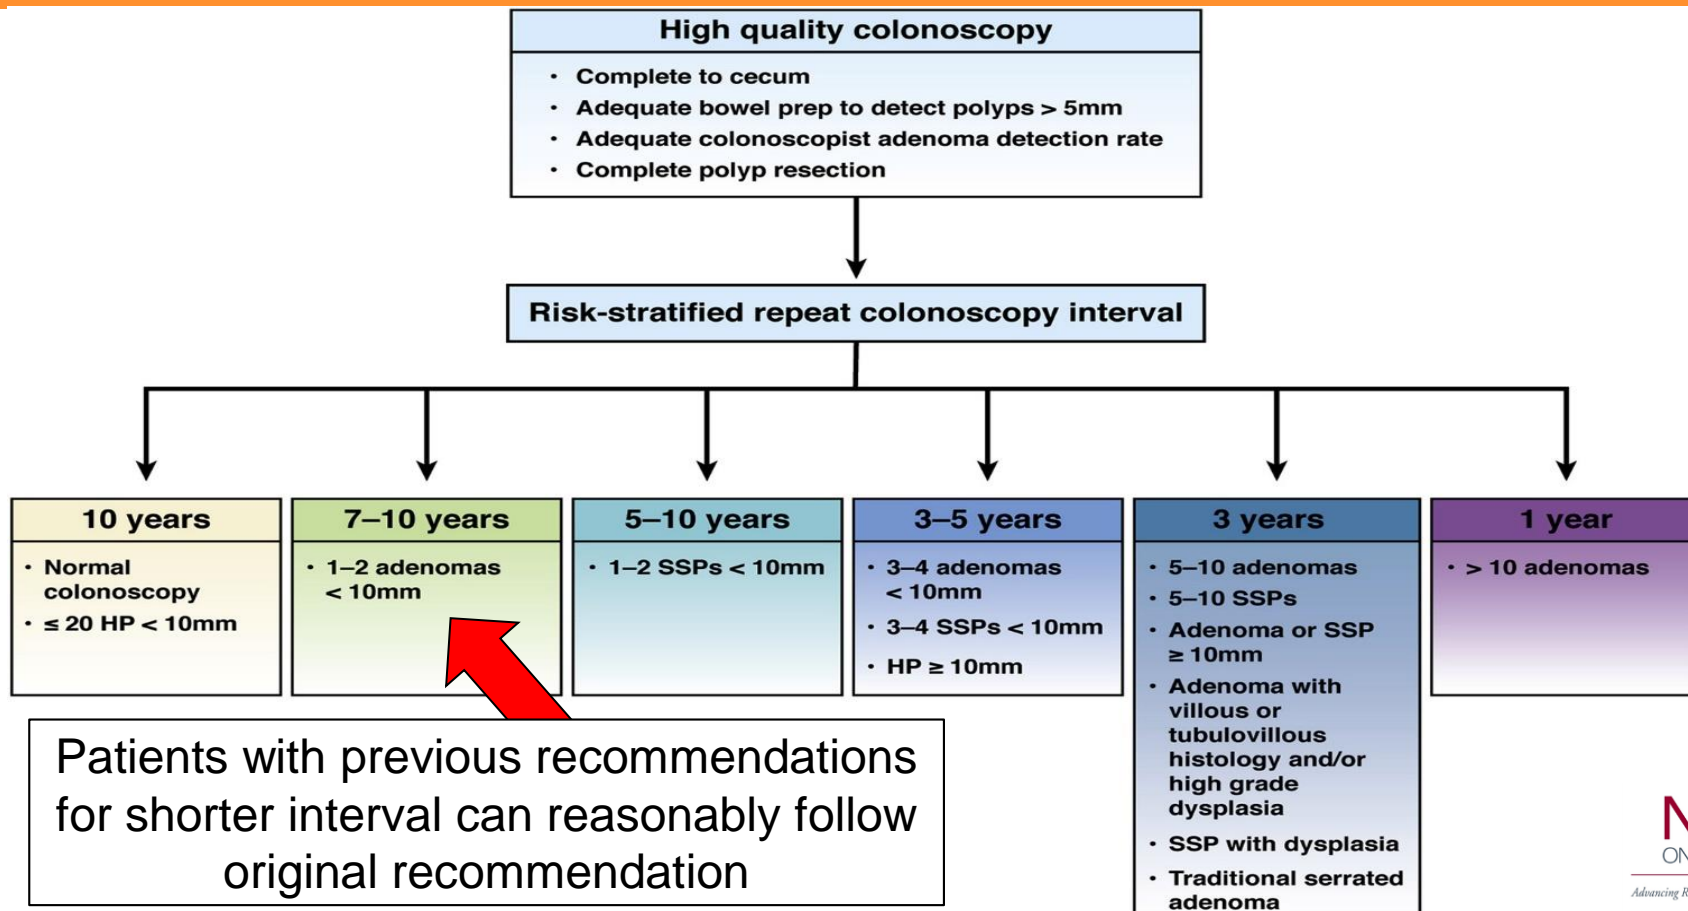 High quality colonoscopy
· Complete to cecum
· Adequate bowel prep to detect polyps > 5mm
· Adequate colonoscopist adenoma detection rate
· Complete polyp resection
Risk-stratified repeat colonoscopy interval
10 years
· Normal
colonoscopy
· ≤ 20 HP < 10mm
7–10 years
· 1–2 adenomas
< 10mm
5–10 years
· 1–2 SSPs < 10mm
3–5 years
· 3–4 adenomas
< 10mm
· 3–4 SSPs < 10mm
· HP ≥ 10mm
3 years
· 5–10 adenomas
· 5–10 SSPs
· Adenoma or SSP
≥ 10mm
· Adenoma with
villous or
tubulovillous
histology and/or
high grade
dysplasia
· SSP with dysplasia
· Traditional serrated
adenoma
1 year
· > 10 adenomas
Patients with previous recommendations
for shorter interval can reasonably follow
original recommendation
N
ON
Advancing R